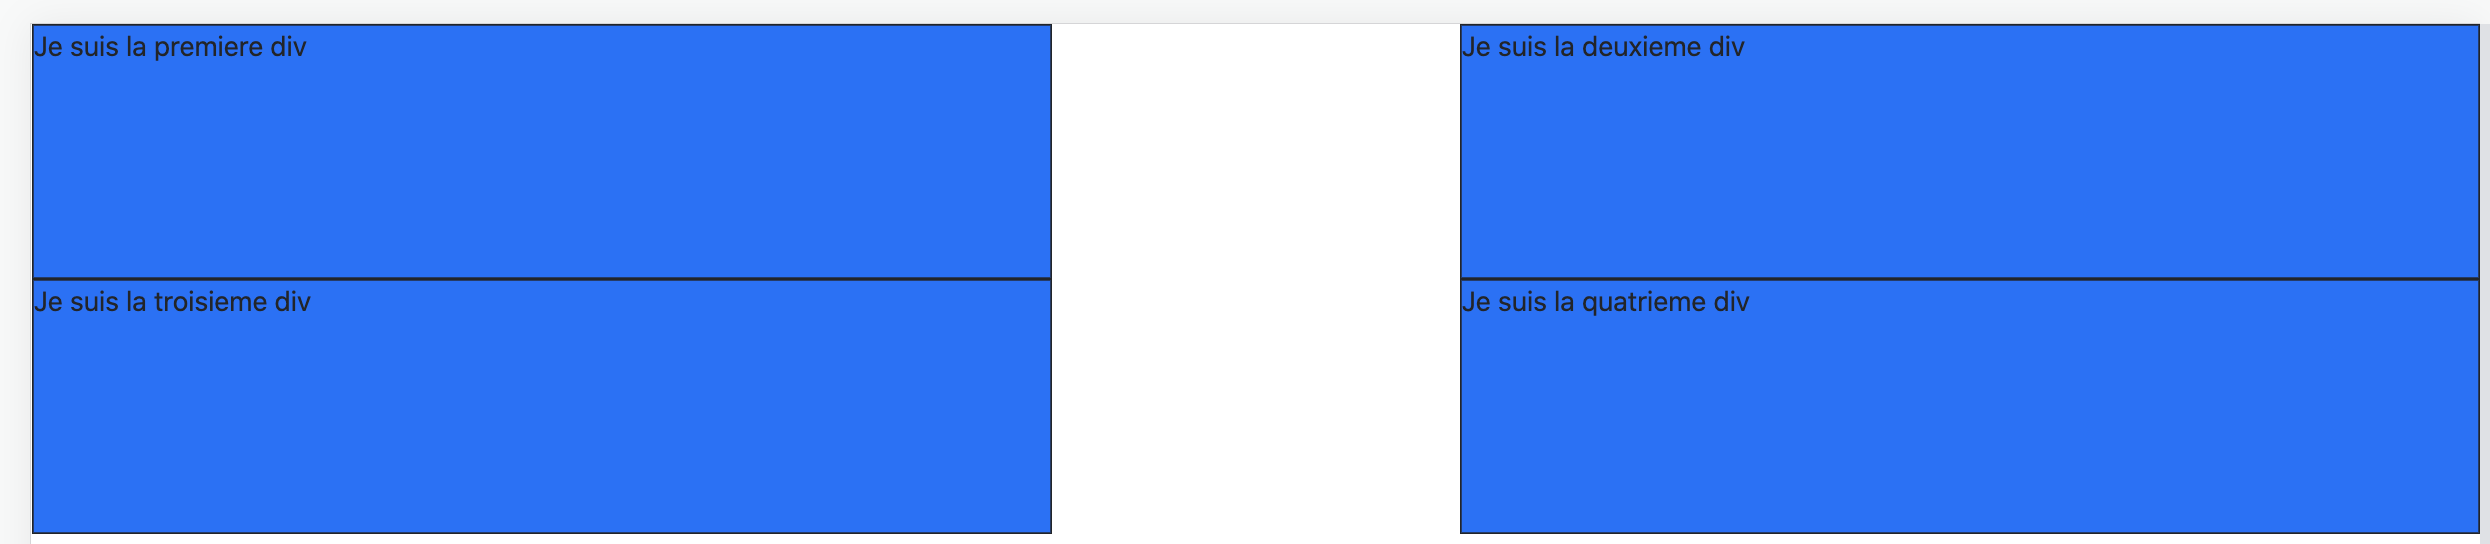 Je suis la premiere div
Je suis la deuxieme div
Je suis la troisieme div
Je suis la quatrieme div